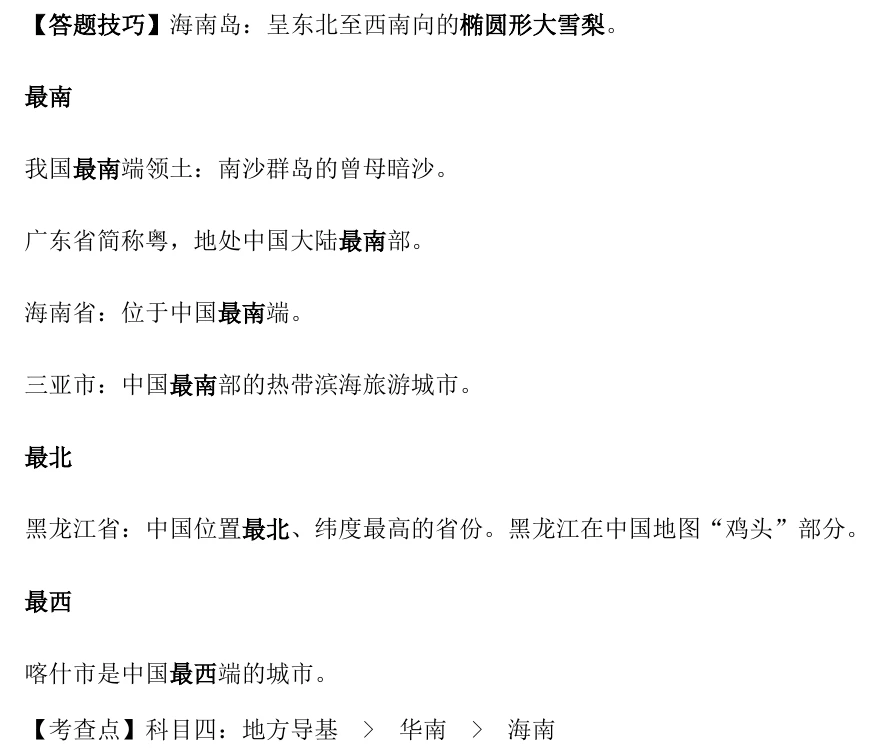 【答题技巧】海南岛：呈东北至西南向的椭圆形大雪梨。
最南
我国最南端领土：南沙群岛的曾母暗沙。
广东省简称粤，地处中国大陆最南部。
海南省：位于中国最南端。
三亚市：中国最南部的热带滨海旅游城市。
最北
黑龙江省：中国位置最北、纬度最高的省份。黑龙江在中国地图“鸡头”部分。
最西
喀什市是中国最西端的城市。
【考查点】科目四：地方导基 > 华南 > 海南